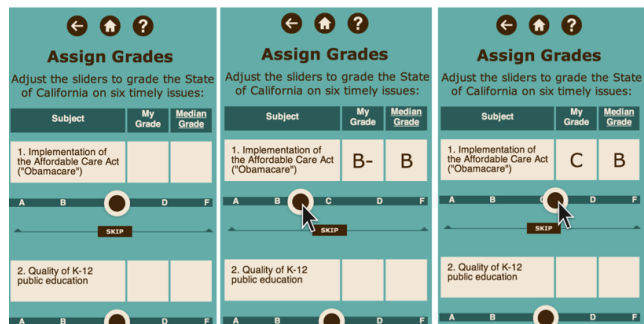 ?
Assign Grades
Adjust the sliders to grade the State
of California on six timely issues:
Subject
My
Grade
Median
Grade
1. Implementation of
the Affordable Care Act
("Obamacare")
A B D F
SKIP
2. Quality of K-12
public education
A B D F
?
Assign Grades
Adjust the sliders to grade the State
of California on six timely issues:
Subject
My
Grade
Median
Grade
1. Implementation of
the Affordable Care Act
("Obamacare")
B-
B
A B C D F
SKIP
2. Quality of K-12
public education
A B D F
?
Assign Grades
Adjust the sliders to grade the State
of California on six timely issues:
Subject
My
Grade
Median
Grade
1. Implementation of
the Affordable Care Act
("Obamacare")
C
B
A B C D F
SKIP
2. Quality of K-12
public education
A B D F